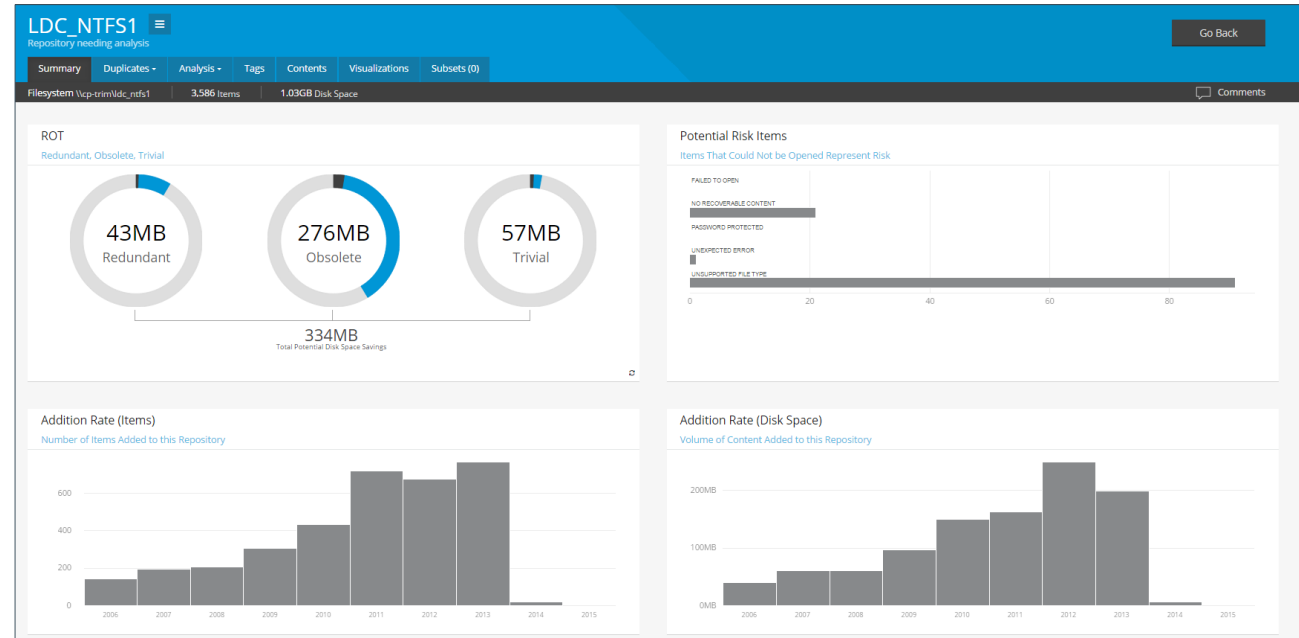 LDC_NTFS1
Repository needing analysis
Go Back
Summary Duplicates Analysis Tags Contents Visualizations Subsets (0)
Filesystem \\cp-trim\ldc_ntfs1 3,586 Items 1.03GB Disk Space Comments
ROT
Redundant, Obsolete, Trivial
43MB
Redundant
276MB
Obsolete
57MB
Trivial
334MB
Total Potential Disk Space Savings
Potential Risk Items
Items That Could Not be Opened Represent Risk
FAILED TO OPEN
NO RECOVERABLE CONTENT
PASSWORD PROTECTED
UNEXPECTED ERROR
UNSUPPORTED FILE TYPE
0 20 40 60 80
Addition Rate (Items)
Number of Items Added to this Repository
600
400
200
0
2006 2007 2008 2009 2010 2011 2012 2013 2014 2015
Addition Rate (Disk Space)
Volume of Content Added to this Repository
200MB
100MB
0MB
2006 2007 2008 2009 2010 2011 2012 2013 2014 2015